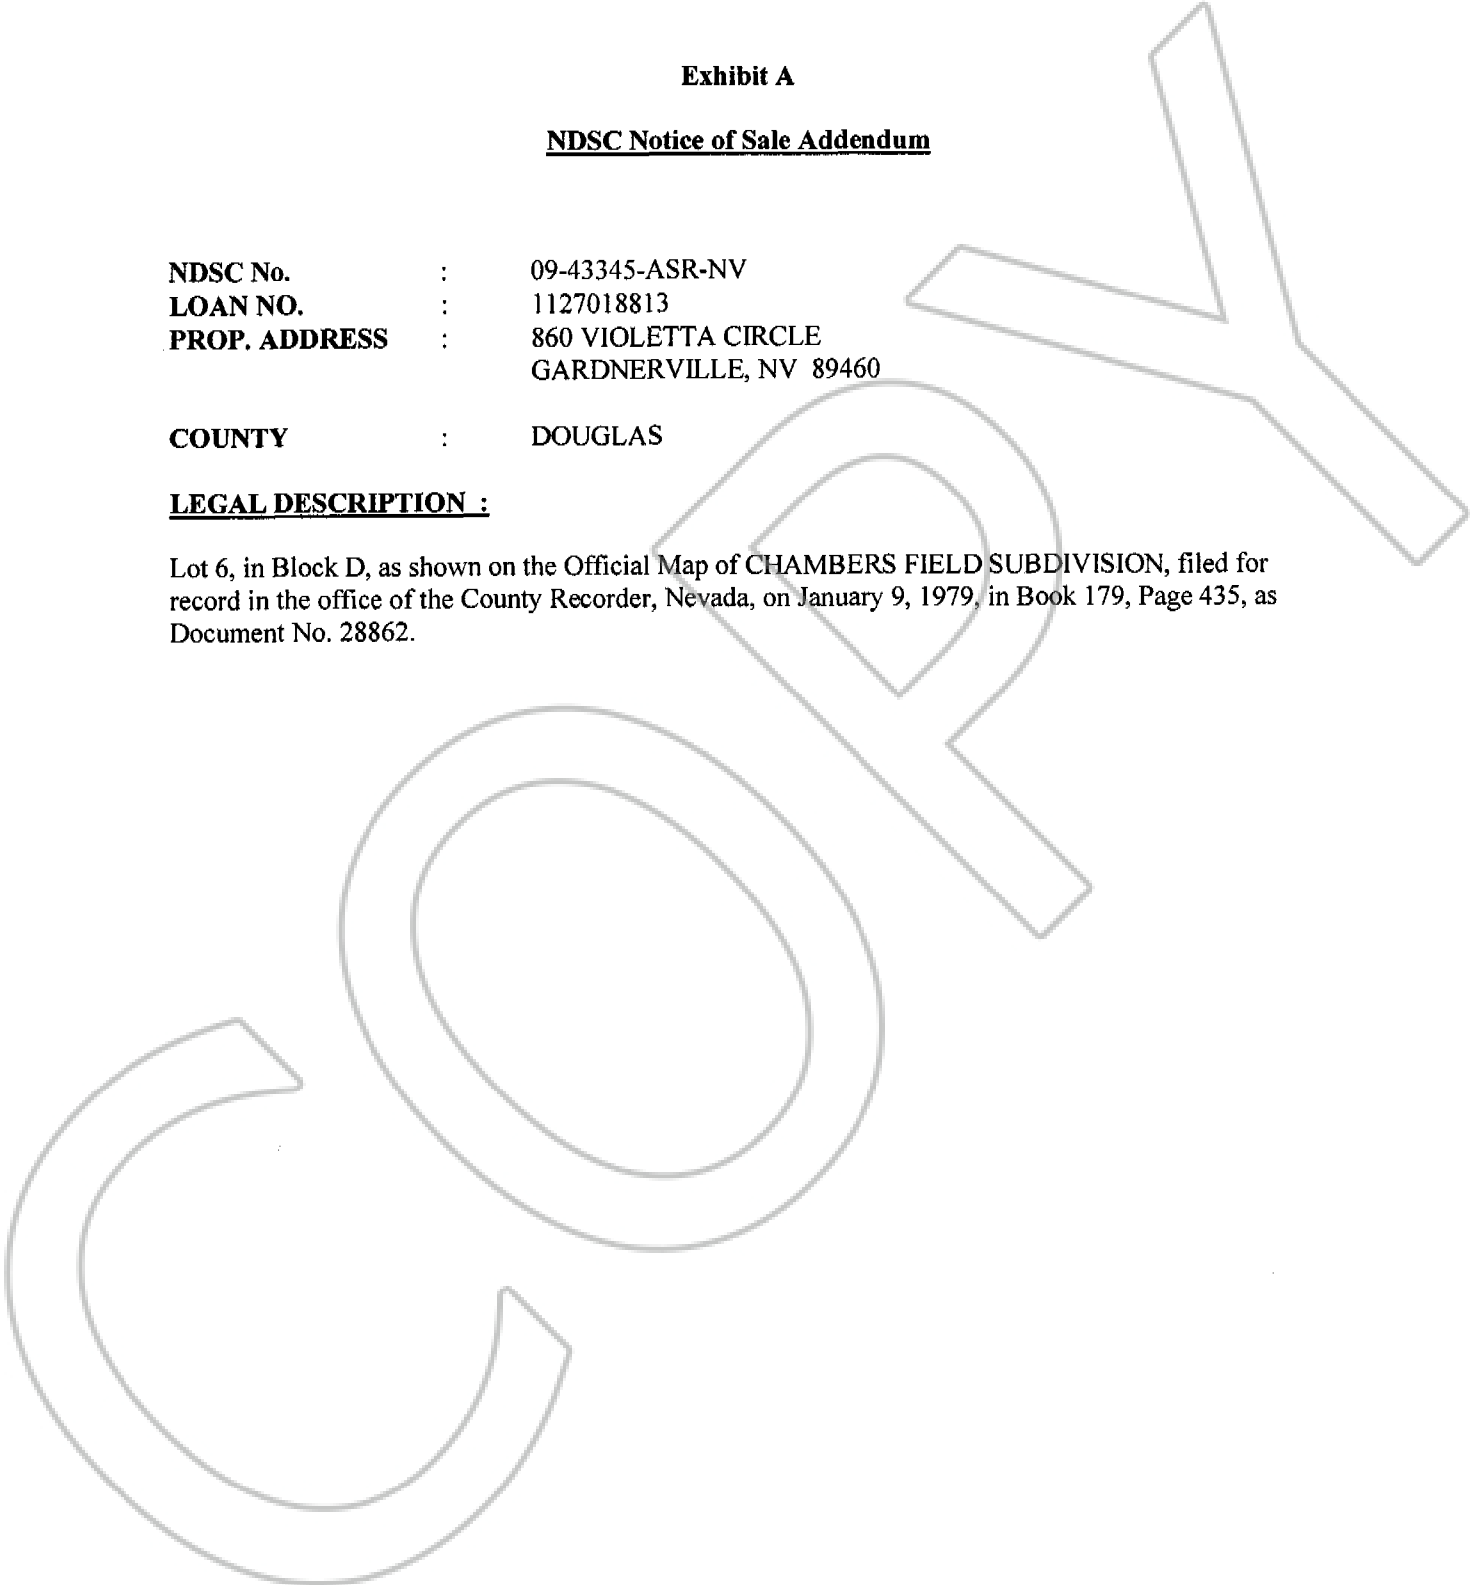 Exhibit A
NDSC Notice of Sale Addendum
NDSC No. : 09-43345-ASR-NV
LOAN NO. : 1127018813
PROP. ADDRESS : 860 VIOLETTA CIRCLE
GARDNERVILLE, NV 89460
COUNTY : DOUGLAS
LEGAL DESCRIPTION :
Lot 6, in Block D, as shown on the Official Map of CHAMBERS FIELD SUBDIVISION, filed for
record in the office of the County Recorder, Nevada, on January 9, 1979, in Book 179, Page 435, as
Document No. 28862.
COPY